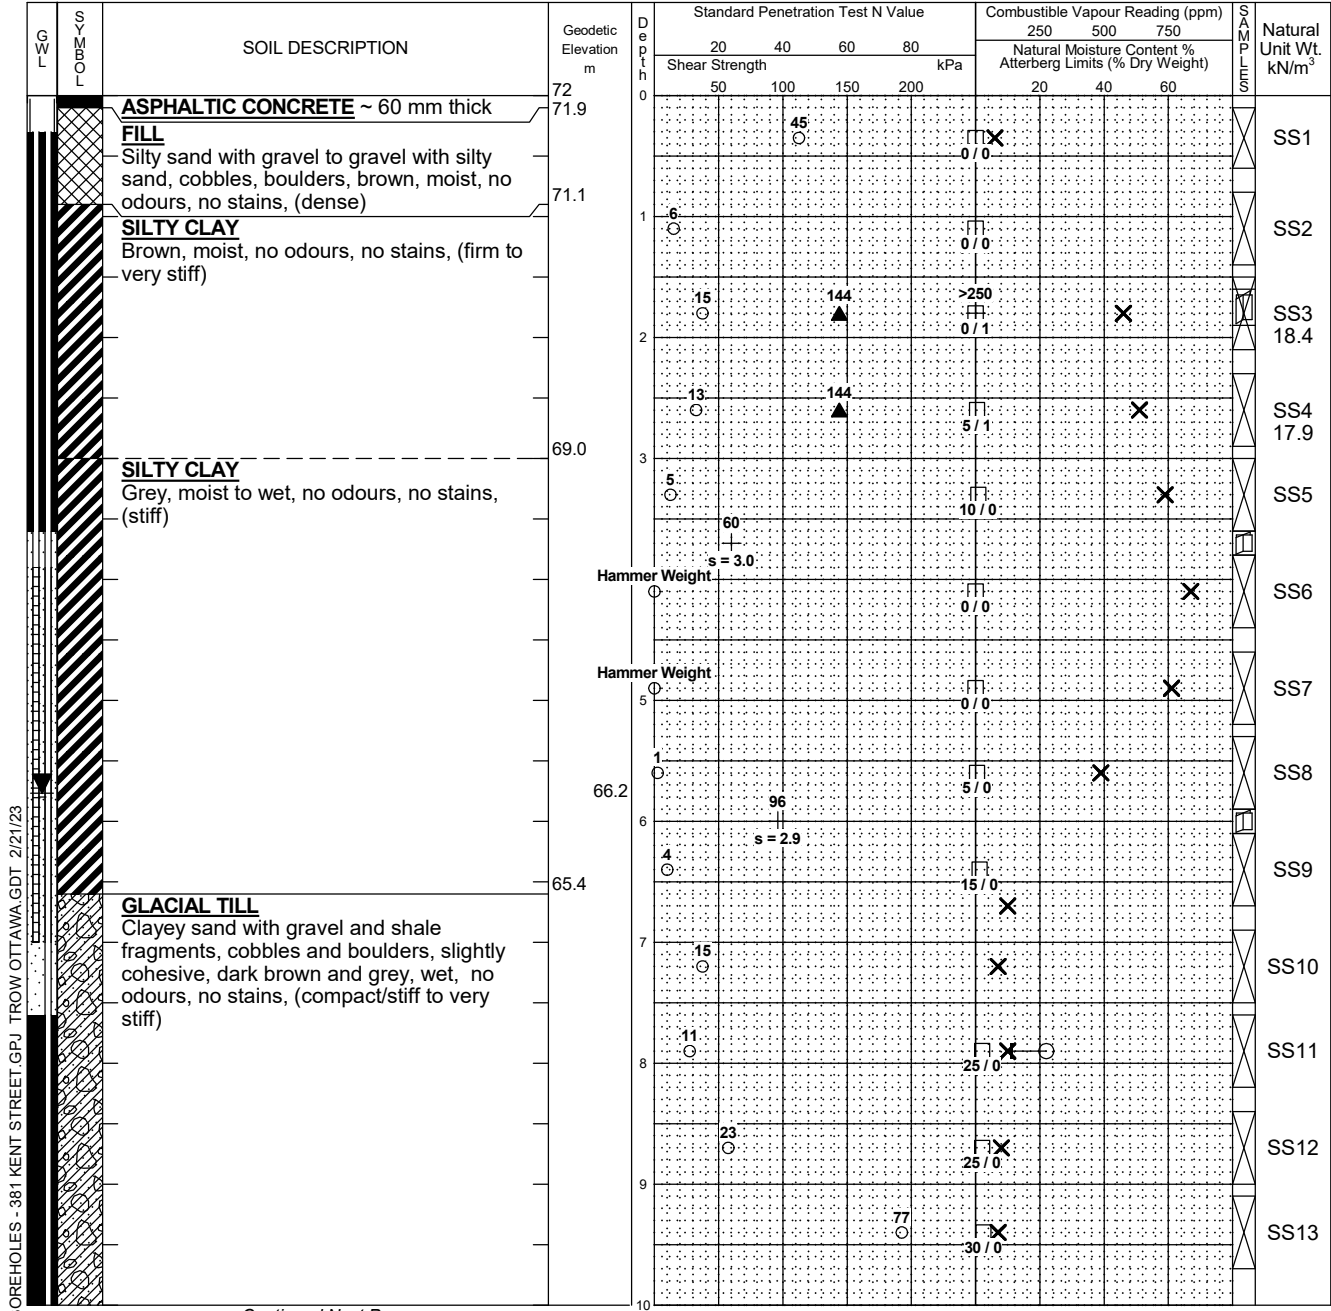 GWL
SYMBOL
SOIL DESCRIPTION
Geodetic
Elevation
m
Depth
Standard Penetration Test N Value
20 40 60 80
Shear Strength kPa
50 100 150 200
Combustible Vapour Reading (ppm)
250 500 750
Natural Moisture Content %
Atterberg Limits (% Dry Weight)
20 40 60
SAMPLES
Natural
Unit Wt.
kN/m³
72
0
ASPHALTIC CONCRETE ~ 60 mm thick
71.9
FILL
Silty sand with gravel to gravel with silty
sand, cobbles, boulders, brown, moist, no
odours, no stains, (dense)
45
0 / 0
SS1
71.1
SILTY CLAY
Brown, moist, no odours, no stains, (firm to
very stiff)
1
6
0 / 0
SS2
15
144
>250
0 / 1
SS3
18.4
2
13
144
5 / 1
SS4
17.9
69.0
3
SILTY CLAY
Grey, moist to wet, no odours, no stains,
(stiff)
5
10 / 0
SS5
60
s = 3.0
Hammer Weight
0 / 0
SS6
Hammer Weight
5
0 / 0
SS7
1
5 / 0
SS8
66.2
96
6
s = 2.9
4
15 / 0
SS9
65.4
GLACIAL TILL
Clayey sand with gravel and shale
fragments, cobbles and boulders, slightly
cohesive, dark brown and grey, wet, no
odours, no stains, (compact/stiff to very
stiff)
7
15
SS10
11
8
25 / 0
SS11
23
25 / 0
SS12
9
77
30 / 0
SS13
10
OREHOLES - 381 KENT STREET.GPJ TROW OTTAWA.GDT 2/21/23